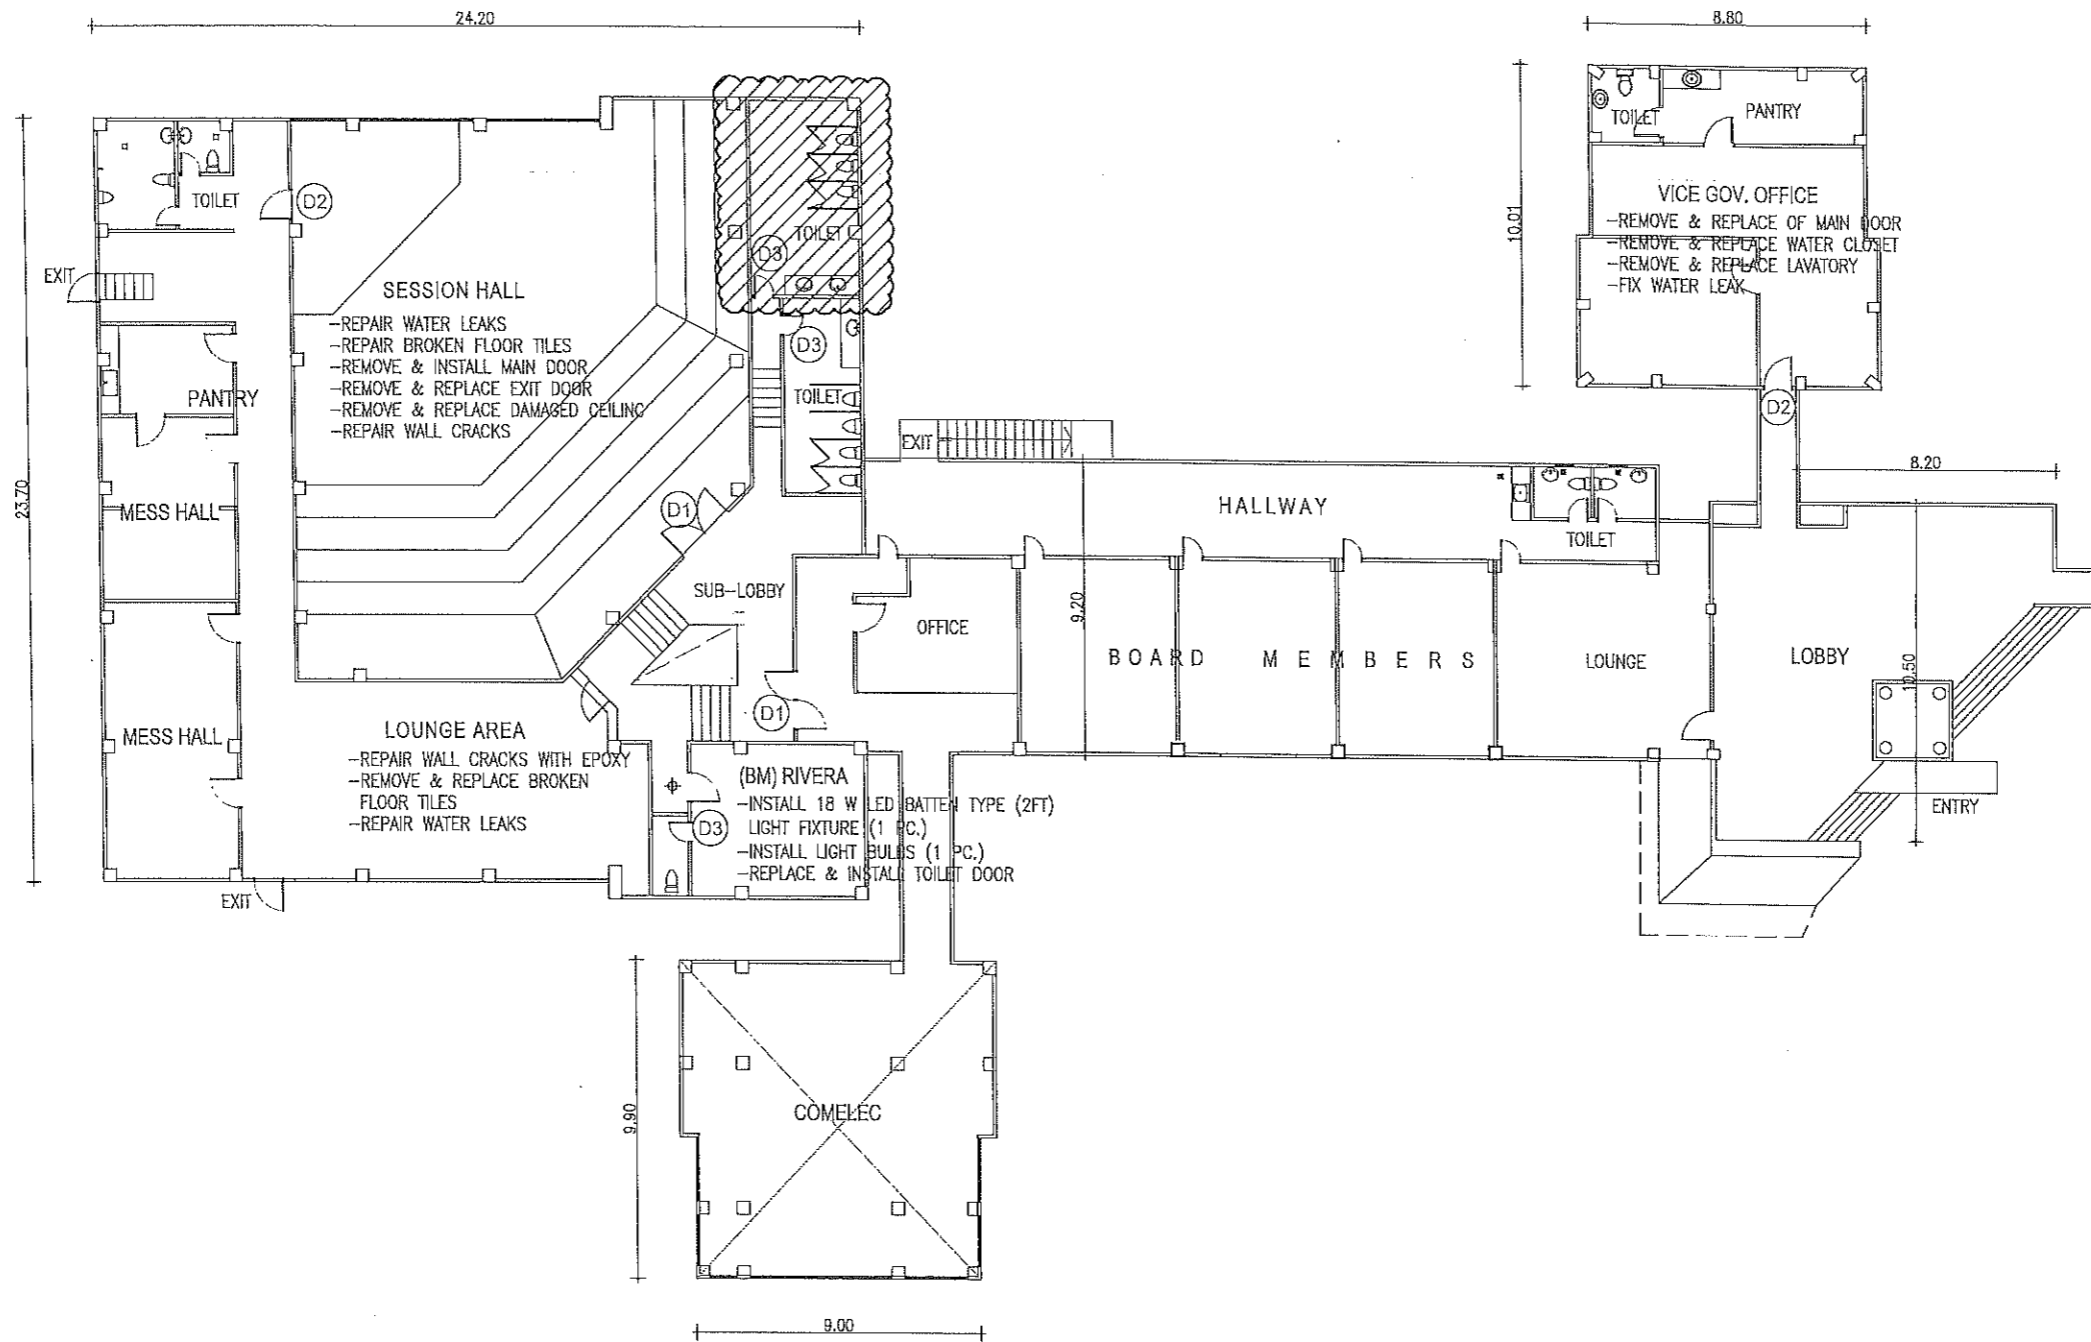 24.20
8.80
TOILET
PANTRY
10.01
VICE GOV. OFFICE
-REMOVE & REPLACE OF MAIN DOOR
-REMOVE & REPLACE WATER CLOSET
-REMOVE & REPLACE LAVATORY
-FIX WATER LEAK
D2
TOILET
D2
TOILET
D3
EXIT
SESSION HALL
-REPAIR WATER LEAKS
-REPAIR BROKEN FLOOR TILES
-REMOVE & INSTALL MAIN DOOR
-REMOVE & REPLACE EXIT DOOR
-REMOVE & REPLACE DAMAGED CEILING
-REPAIR WALL CRACKS
D3
TOILET
PANTRY
23.70
MESS HALL
D1
EXIT
HALLWAY
TOILET
8.20
SUB-LOBBY
OFFICE
9.20
BOARD MEMBERS
LOUNGE
LOBBY
10.50
ENTRY
D1
MESS HALL
LOUNGE AREA
-REPAIR WALL CRACKS WITH EPOXY
-REMOVE & REPLACE BROKEN
FLOOR TILES
-REPAIR WATER LEAKS
EXIT
(BM) RIVERA
-INSTALL 18 W LED BATTEN TYPE (2FT)
LIGHT FIXTURE (1 PC.)
-INSTALL LIGHT BULBS (1 PC.)
-REPLACE & INSTALL TOILET DOOR
D3
9.90
COMELEC
9.00